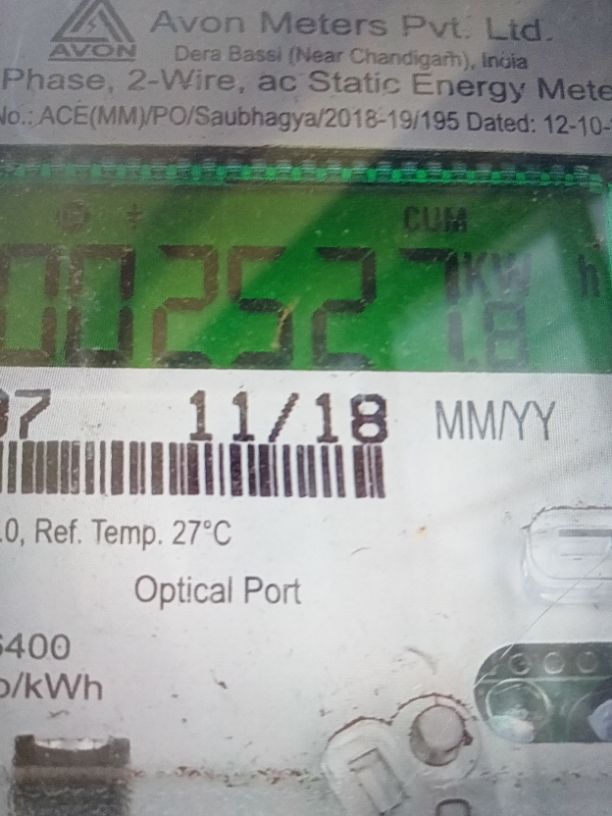 Avon Meters Pvt. Ltd.
AVON
Dera Bassi (Near Chandigarh), India
Phase, 2-Wire, ac Static Energy Mete
No.: ACE(MM)/PO/Saubhagya/2018-19/195 Dated: 12-10-
CUM
002527.8 KWh
97 11/18 MM/YY
.0, Ref. Temp. 27°C
Optical Port
6400
p/kWh